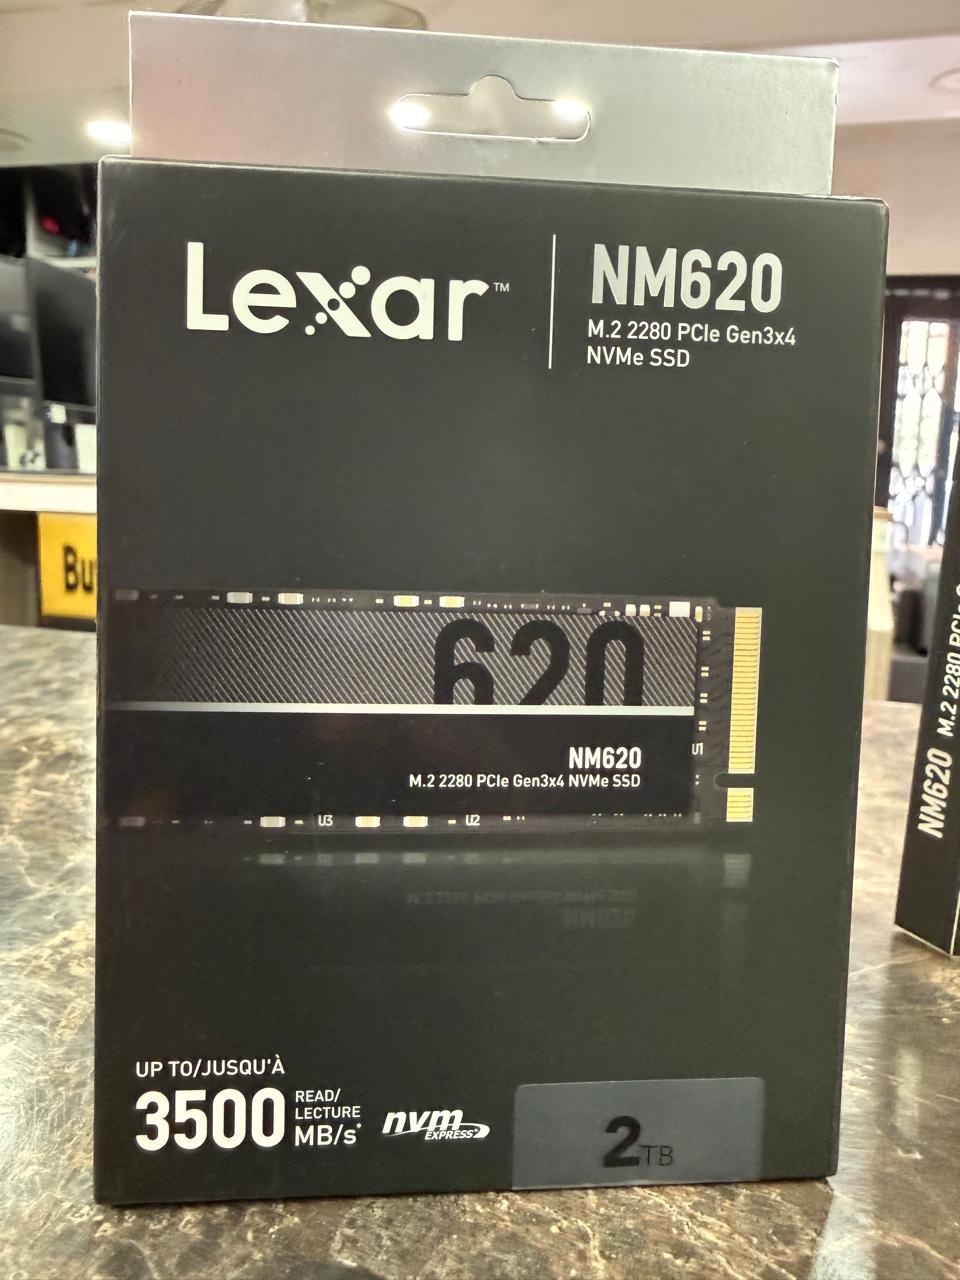 Lexar™
NM620
M.2 2280 PCIe Gen3x4
NVMe SSD
Bu
620
U1
NM620
M.2 2280 PCIe Gen3x4 NVMe SSD
U3
U2
UP TO/JUSQU'À
3500
READ/
LECTURE
MB/s*
nvm
EXPRESS
2TB
NM620 M.2 2280 PCIe